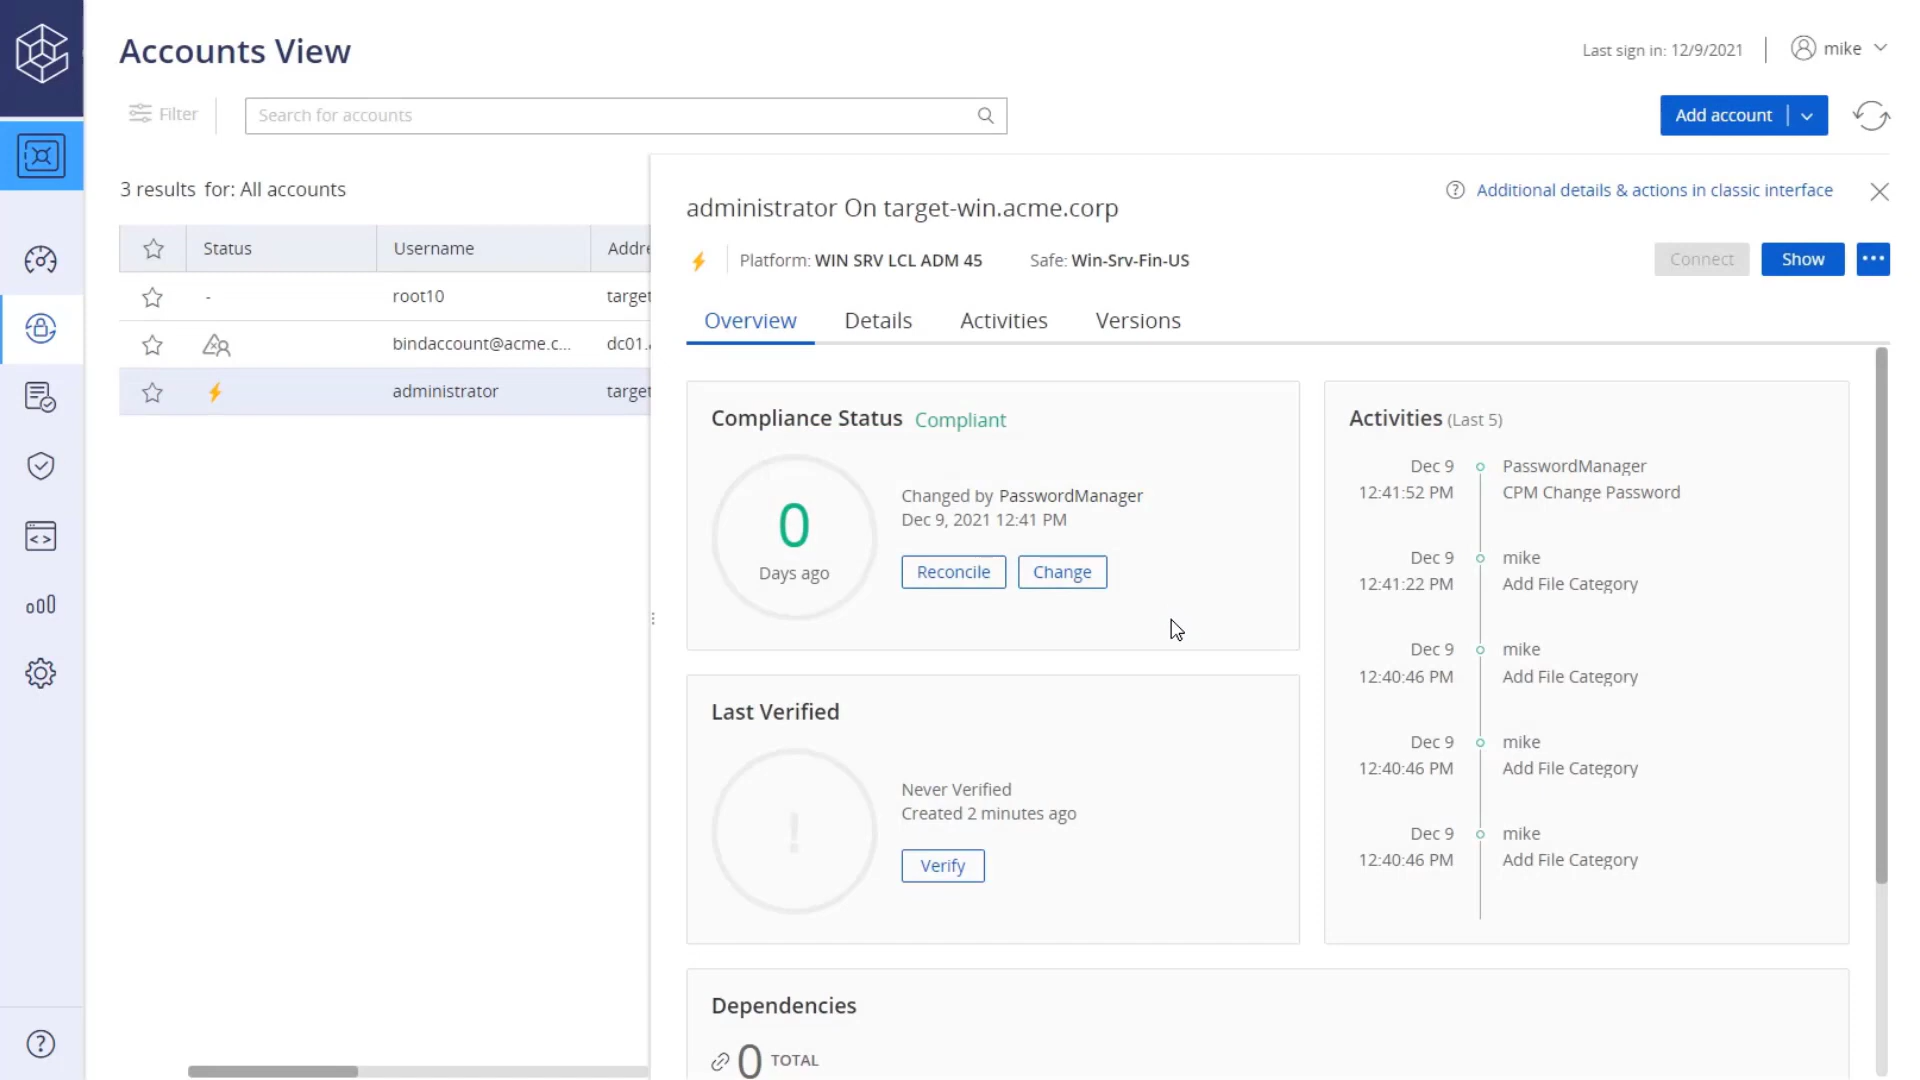 Accounts View
Last sign in: 12/9/2021
mike
Filter
Search for accounts
Add account
3 results for: All accounts
Status Username Addre
- root10 target
bindaccount@acme.c... dc01.
administrator target
administrator On target-win.acme.corp
Additional details & actions in classic interface
Platform: WIN SRV LCL ADM 45 Safe: Win-Srv-Fin-US
Connect Show ...
Overview Details Activities Versions
Compliance Status Compliant
0
Days ago
Changed by PasswordManager
Dec 9, 2021 12:41 PM
Reconcile Change
Last Verified
!
Never Verified
Created 2 minutes ago
Verify
Activities (Last 5)
Dec 9 PasswordManager
12:41:52 PM CPM Change Password
Dec 9 mike
12:41:22 PM Add File Category
Dec 9 mike
12:40:46 PM Add File Category
Dec 9 mike
12:40:46 PM Add File Category
Dec 9 mike
12:40:46 PM Add File Category
Dependencies
0 TOTAL